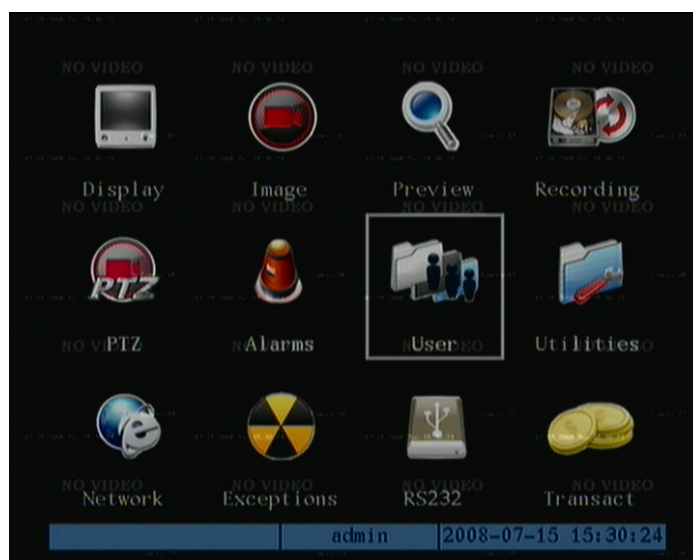 NO VIDEO NO VIDEO NO VIDEO NO VIDEO
Display Image Preview Recording
NO VIDEO NO VIDEO NO VIDEO NO VIDEO
PTZ
PTZ Alarms User Utilities
NO VIDEO NO VIDEO NO VIDEO NO VIDEO
Network Exceptions RS232 Transact
admin 2008-07-15 15:30:24